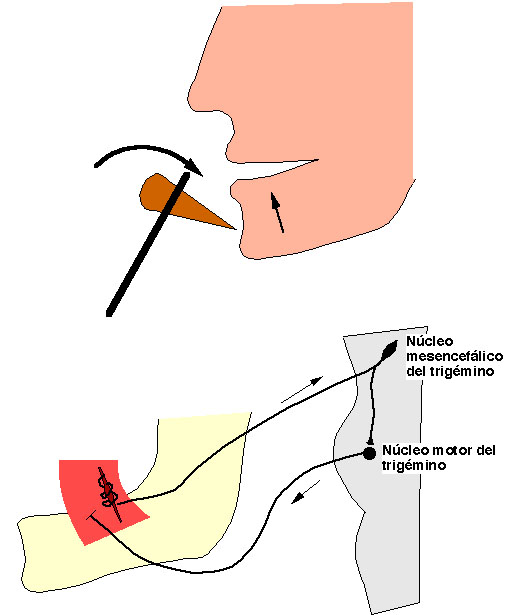 Núcleo
mesencefálico
del trigémino
Núcleo motor del
trigémino